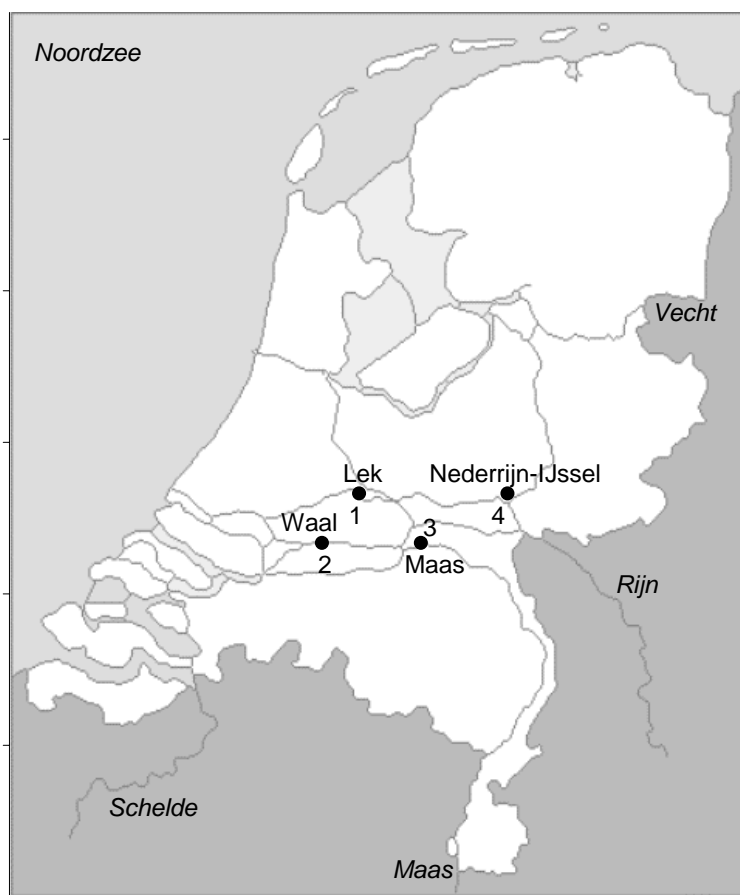 Noordzee
Vecht
Lek
Nederrijn-IJssel
1
4
Waal
3
2
Maas
Rijn
Schelde
Maas